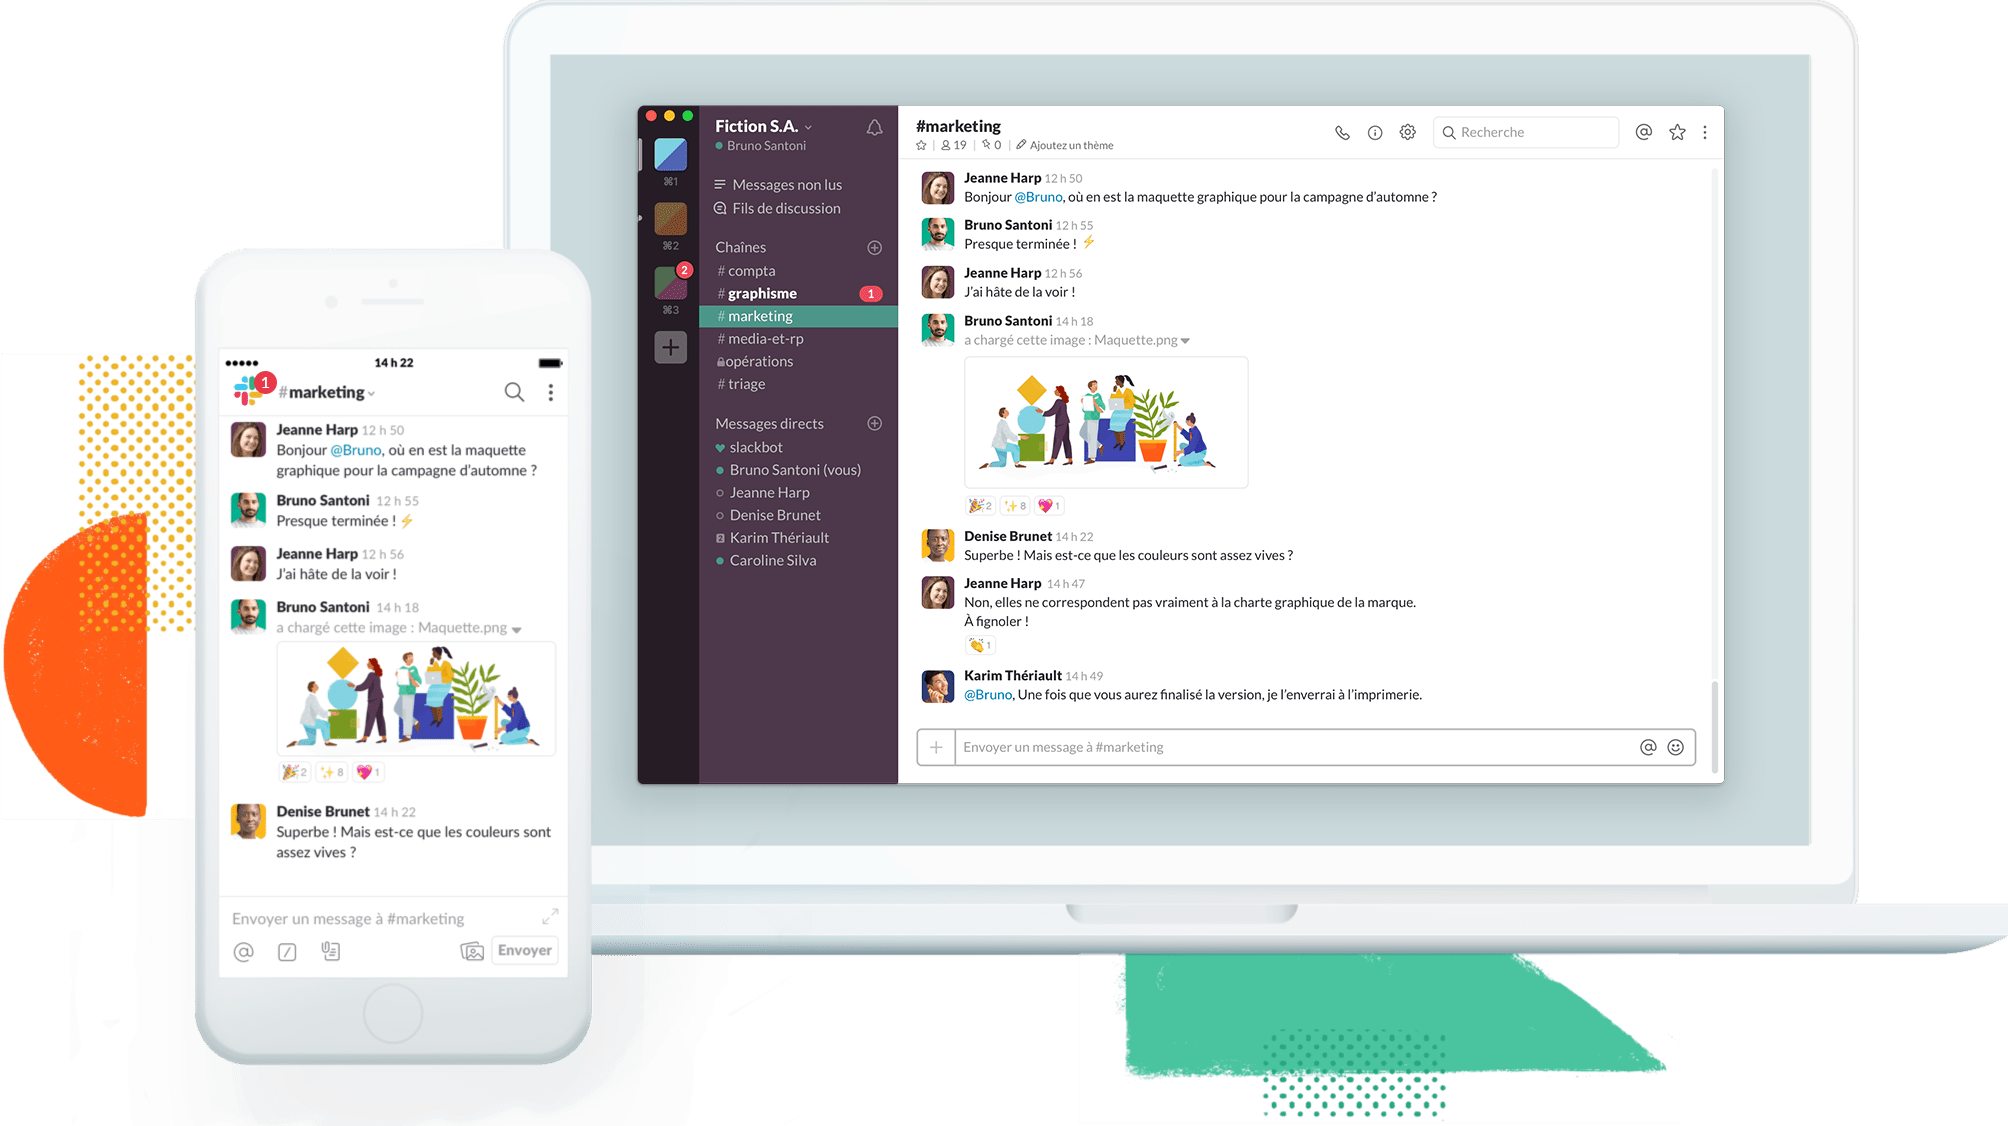 14 h 22
1
#marketing
Jeanne Harp 12 h 50
Bonjour @Bruno, où en est la maquette
graphique pour la campagne d'automne ?
Bruno Santoni 12 h 55
Presque terminée !
Jeanne Harp 12 h 56
J'ai hâte de la voir !
Bruno Santoni 14 h 18
a chargé cette image : Maquette.png
2 8 1
Denise Brunet 14 h 22
Superbe ! Mais est-ce que les couleurs sont
assez vives ?
Envoyer un message à #marketing
Envoyer
⌘1
⌘2
2
⌘3
Fiction S.A.
Bruno Santoni
Messages non lus
Fils de discussion
Chaînes
# compta
# graphisme 1
# marketing
# media-et-rp
opérations
# triage
Messages directs
slackbot
Bruno Santoni (vous)
Jeanne Harp
Denise Brunet
Karim Thériault
Caroline Silva
#marketing
19 | 0 | Ajoutez un thème
Recherche
Jeanne Harp 12 h 50
Bonjour @Bruno, où en est la maquette graphique pour la campagne d'automne ?
Bruno Santoni 12 h 55
Presque terminée !
Jeanne Harp 12 h 56
J'ai hâte de la voir !
Bruno Santoni 14 h 18
a chargé cette image : Maquette.png
2 8 1
Denise Brunet 14 h 22
Superbe ! Mais est-ce que les couleurs sont assez vives ?
Jeanne Harp 14 h 47
Non, elles ne correspondent pas vraiment à la charte graphique de la marque.
À fignoler !
1
Karim Thériault 14 h 49
@Bruno, Une fois que vous aurez finalisé la version, je l'enverrai à l'imprimerie.
Envoyer un message à #marketing